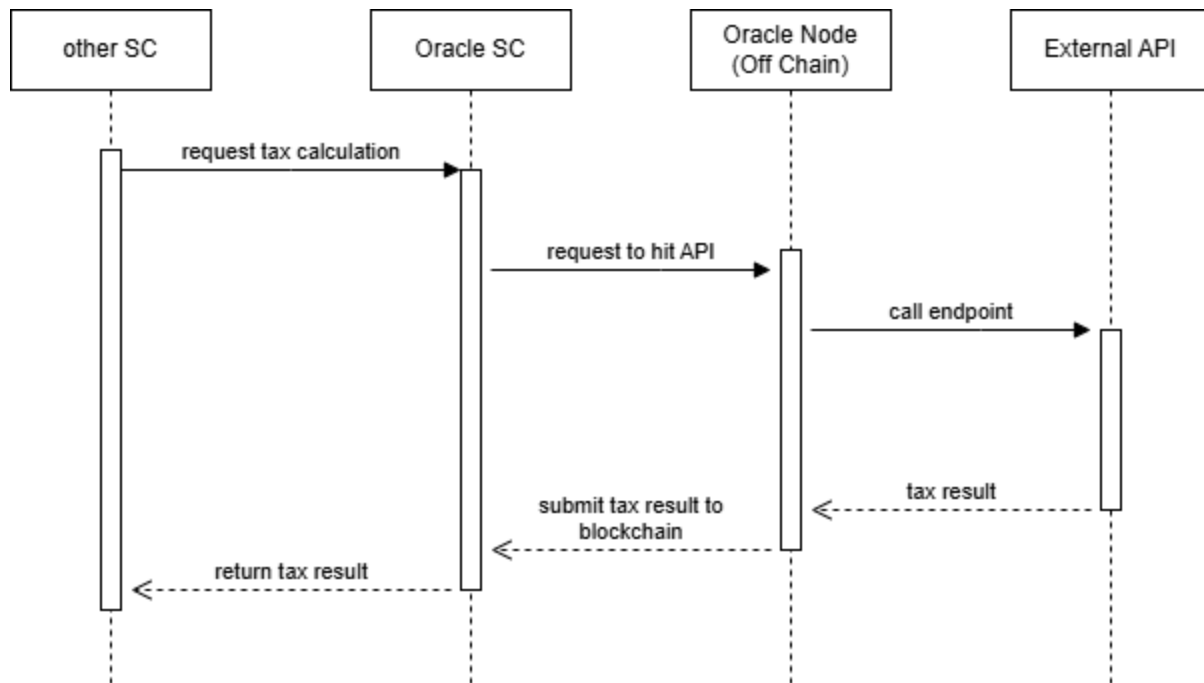 other SC
Oracle SC
Oracle Node
(Off Chain)
External API
request tax calculation
request to hit API
call endpoint
tax result
submit tax result to
blockchain
return tax result